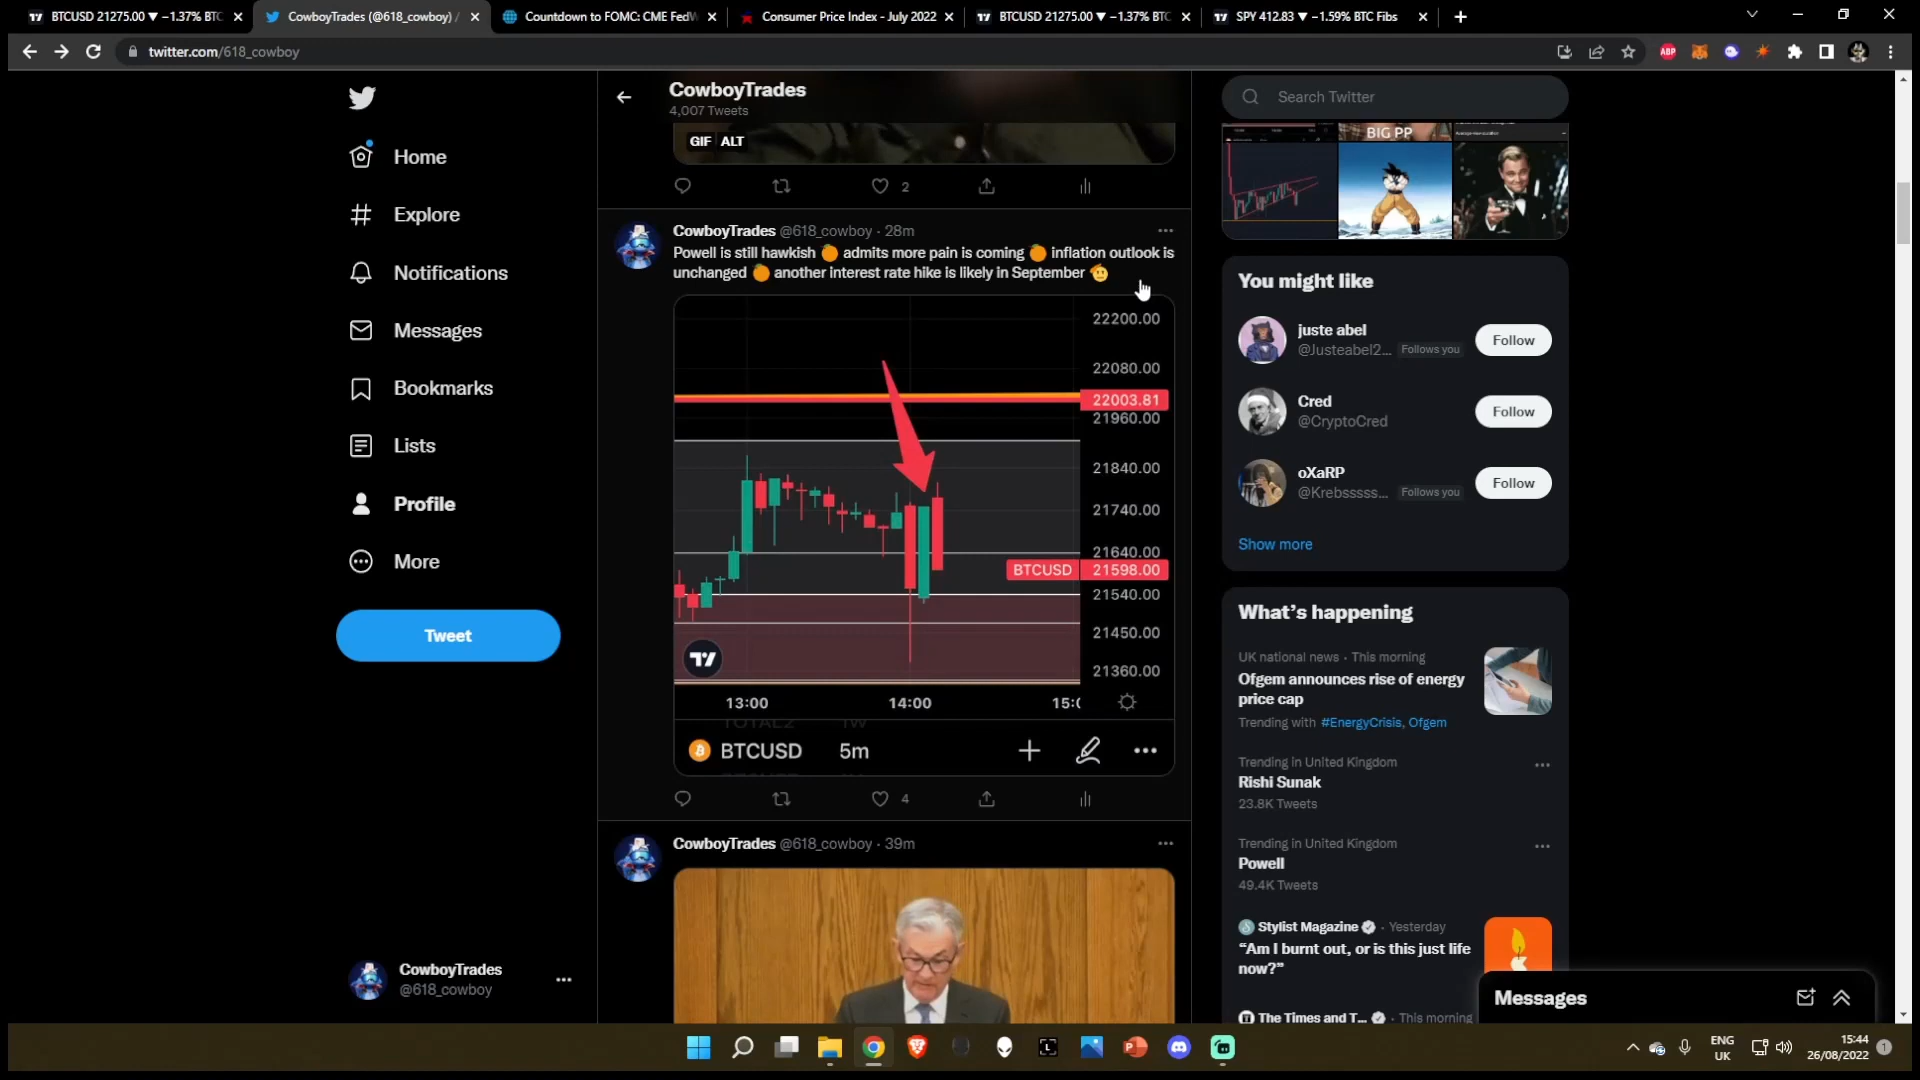 BTCUSD 21275.00 ▼ −1.37% BTC
CowboyTrades (@618_cowboy) /
Countdown to FOMC: CME FedW
Consumer Price Index - July 2022
BTCUSD 21275.00 ▼ −1.37% BTC
SPY 412.83 ▼ −1.59% BTC Fibs
twitter.com/618_cowboy
ABP
Home
Explore
Notifications
Messages
Bookmarks
Lists
Profile
More
Tweet
CowboyTrades
@618_cowboy
CowboyTrades
4,007 Tweets
GIF ALT
2
CowboyTrades @618_cowboy · 28m
Powell is still hawkish 🍊 admits more pain is coming 🍊 inflation outlook is
unchanged 🍊 another interest rate hike is likely in September 🫡
22200.00
22080.00
22003.81
21960.00
21840.00
21740.00
21640.00
BTCUSD 21598.00
21540.00
21450.00
21360.00
13:00 14:00 15:0
TOTAL2 1W
BTCUSD 5m
4
CowboyTrades @618_cowboy · 39m
Search Twitter
BIG PP
You might like
juste abel
@Justeabel2... Follows you
Follow
Cred
@CryptoCred
Follow
oXaRP
@Krebsssss... Follows you
Follow
Show more
What's happening
UK national news · This morning
Ofgem announces rise of energy
price cap
Trending with #EnergyCrisis, Ofgem
Trending in United Kingdom
Rishi Sunak
23.8K Tweets
Trending in United Kingdom
Powell
49.4K Tweets
Stylist Magazine · Yesterday
“Am I burnt out, or is this just life
now?”
The Times and T... · This morning
Messages
ENG
UK
15:44
26/08/2022
1